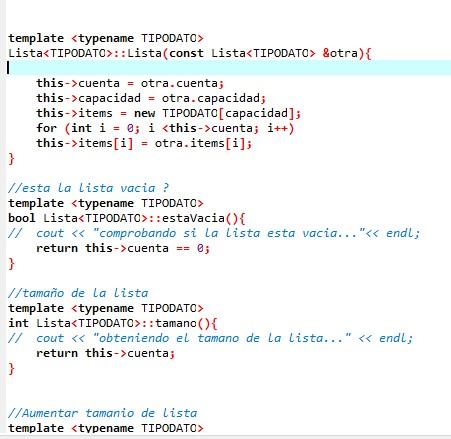 template <typename TIPODATO>
Lista<TIPODATO>::Lista(const Lista<TIPODATO> &otra){
this->cuenta = otra.cuenta;
this->capacidad = otra.capacidad;
this->items = new TIPODATO[capacidad];
for (int i = 0; i <this->cuenta; i++)
this->items[i] = otra.items[i];
}
//esta la lista vacia ?
template <typename TIPODATO>
bool Lista<TIPODATO>::estaVacia(){
//  cout << "comprobando si la lista esta vacia..."<< endl;
return this->cuenta == 0;
}
//tamaño de la lista
template <typename TIPODATO>
int Lista<TIPODATO>::tamano(){
//  cout << "obteniendo el tamano de la lista..." << endl;
return this->cuenta;
}
//Aumentar tamanio de lista
template <typename TIPODATO>